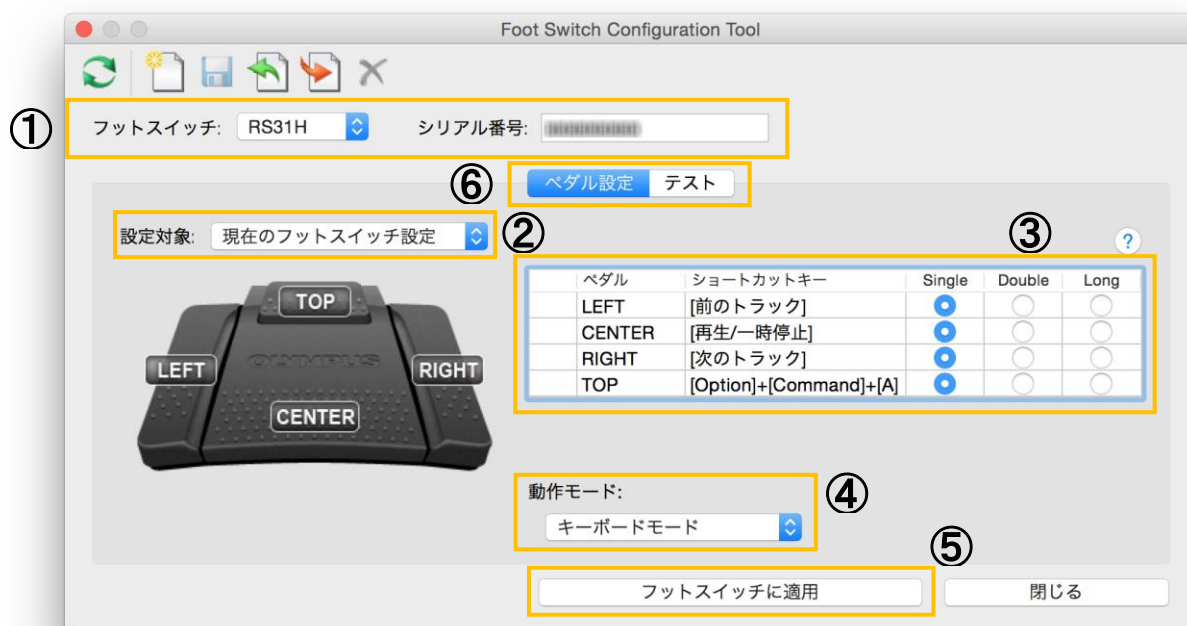 Foot Switch Configuration Tool
①
フットスイッチ: RS31H シリアル番号:
⑥ ペダル設定 テスト
設定対象: 現在のフットスイッチ設定 ② ③ ?
ペダル ショートカットキー Single Double Long
LEFT [前のトラック]
CENTER [再生/一時停止]
RIGHT [次のトラック]
TOP [Option]+[Command]+[A]
TOP
OLYMPUS
LEFT RIGHT
CENTER
動作モード: ④
キーボードモード
⑤
フットスイッチに適用 閉じる